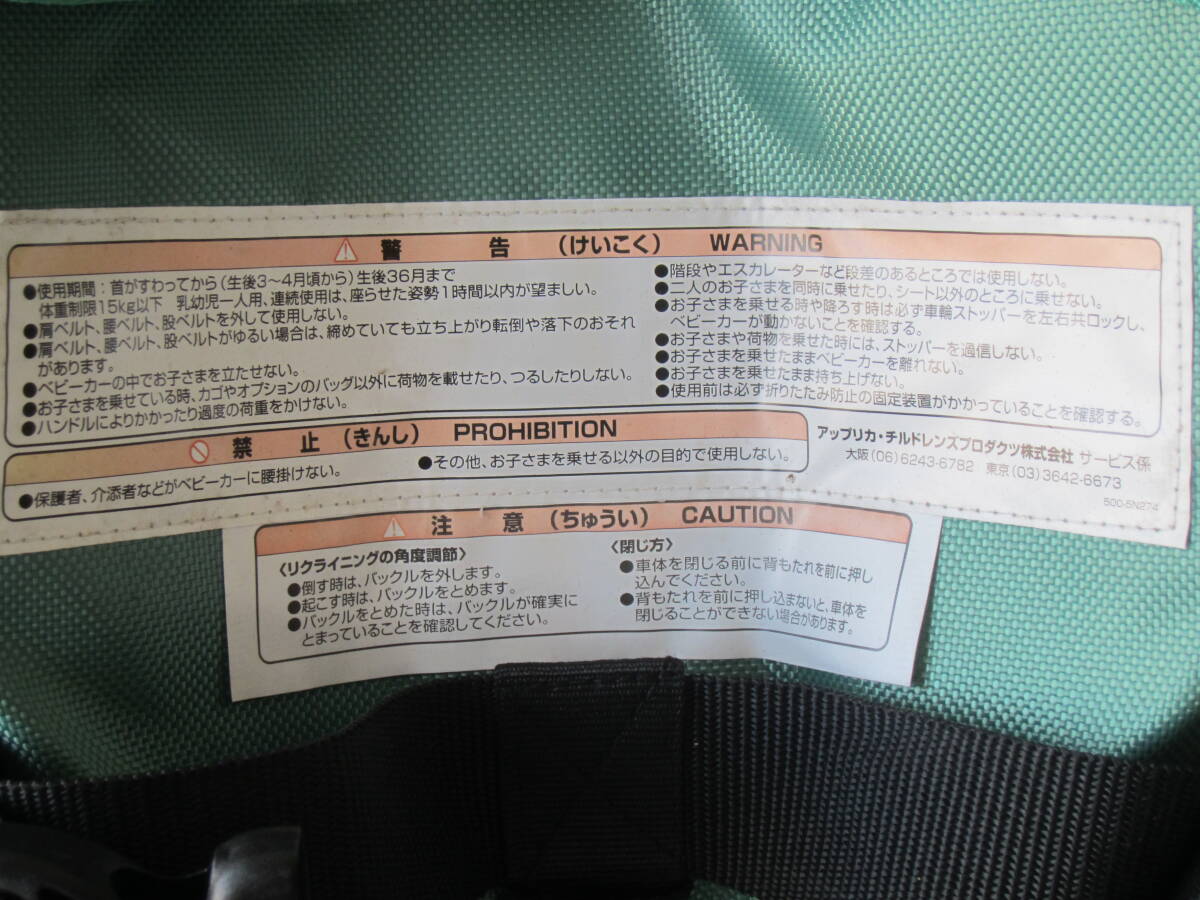 警告（けいこく） WARNING
●使用期間：首がすわってから（生後3～4月頃から）生後36月まで
体重制限15kg以下 乳幼児一人用、連続使用は、座らせた姿勢1時間以内が望ましい。
●肩ベルト、腰ベルト、股ベルトを外して使用しない。
●肩ベルト、腰ベルト、股ベルトがゆるい場合は、締めていても立ち上がり転倒や落下のおそれ
があります。
●ベビーカーの中でお子さまを立たせない。
●お子さまを乗せている時、カゴやオプションのバッグ以外に荷物を載せたり、つるしたりしない。
●ハンドルによりかかったり過度の荷重をかけない。
●階段やエスカレーターなど段差のあるところでは使用しない。
●二人のお子さまを同時に乗せたり、シート以外のところに乗せない。
●お子さまを乗せる時や降ろす時は必ず車輪ストッパーを左右共ロックし、
ベビーカーが動かないことを確認する。
●お子さまや荷物を乗せた時には、ストッパーを過信しない。
●お子さまを乗せたままベビーカーを離れない。
●お子さまを乗せたまま持ち上げない。
●使用前は必ず折りたたみ防止の固定装置がかかっていることを確認する。
禁止（きんし） PROHIBITION
●保護者、介添者などがベビーカーに腰掛けない。
●その他、お子さまを乗せる以外の目的で使用しない。
アップリカ・チルドレンズプロダクツ株式会社 サービス係
大阪（06）6243-6782 東京（03）3642-6673
500-5N274
注意（ちゅうい） CAUTION
〈リクライニングの角度調節〉
●倒す時は、バックルを外します。
●起こす時は、バックルをとめます。
●バックルをとめた時は、バックルが確実に
とまっていることを確認してください。
〈閉じ方〉
●車体を閉じる前に背もたれを前に押し
込んでください。
●背もたれを前に押し込まないと、車体を
閉じることができない場合があります。